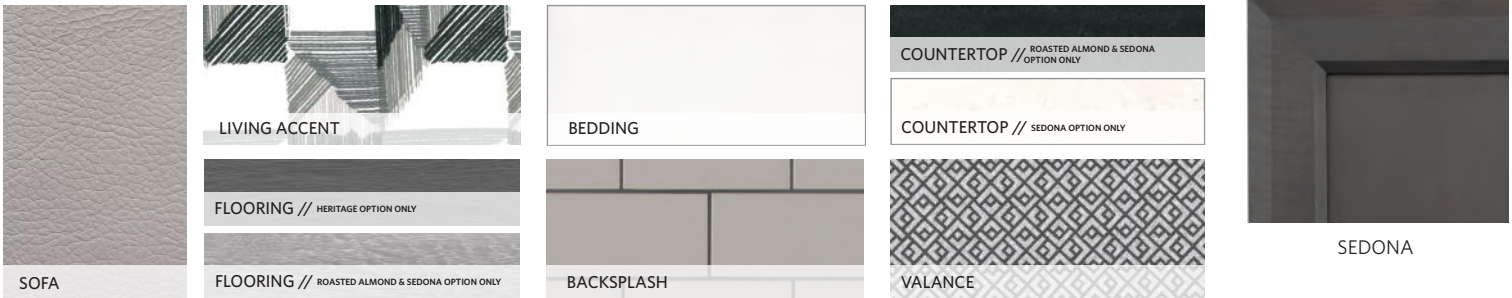 SOFA
LIVING ACCENT
FLOORING // HERITAGE OPTION ONLY
FLOORING // ROASTED ALMOND & SEDONA OPTION ONLY
BEDDING
BACKSPLASH
COUNTERTOP // ROASTED ALMOND & SEDONA
OPTION ONLY
COUNTERTOP // SEDONA OPTION ONLY
VALANCE
SEDONA